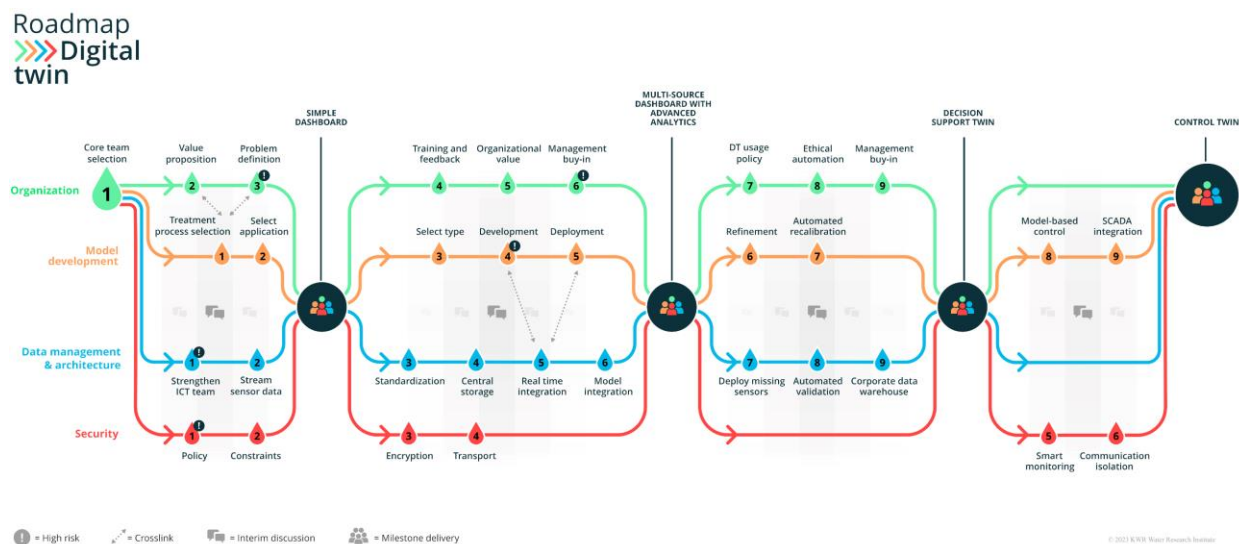 Roadmap
Digital
twin
SIMPLE
DASHBOARD
MULTI-SOURCE
DASHBOARD WITH
ADVANCED
ANALYTICS
DECISION
SUPPORT TWIN
CONTROL TWIN
Core team
selection
Value
proposition
Problem
definition
Training and
feedback
Organizational
value
Management
buy-in
DT usage
policy
Ethical
automation
Management
buy-in
Organization
1
2
3
!
4
5
6
!
7
8
9
Treatment
process selection
Select
application
Select type
Development
Deployment
Refinement
Automated
recalibration
Model-based
control
SCADA
integration
Model
development
1
2
3
4
!
5
6
7
8
9
Data management
& architecture
1
!
2
3
4
5
6
7
8
9
Strengthen
ICT team
Stream
sensor data
Standardization
Central
storage
Real time
integration
Model
integration
Deploy missing
sensors
Automated
validation
Corporate data
warehouse
Security
1
!
2
3
4
5
6
Policy
Constraints
Encryption
Transport
Smart
monitoring
Communication
isolation
! = High risk
= Crosslink
= Interim discussion
= Milestone delivery
© 2023 KWR Water Research Institute